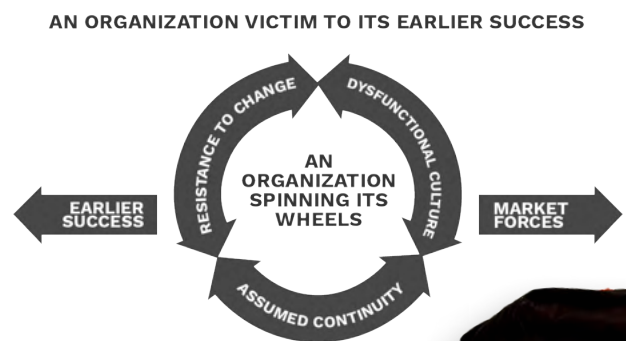 AN ORGANIZATION VICTIM TO ITS EARLIER SUCCESS
RESISTANCE TO CHANGE
DYSFUNCTIONAL CULTURE
AN
ORGANIZATION
SPINNING ITS
WHEELS
EARLIER
SUCCESS
MARKET
FORCES
ASSUMED CONTINUITY